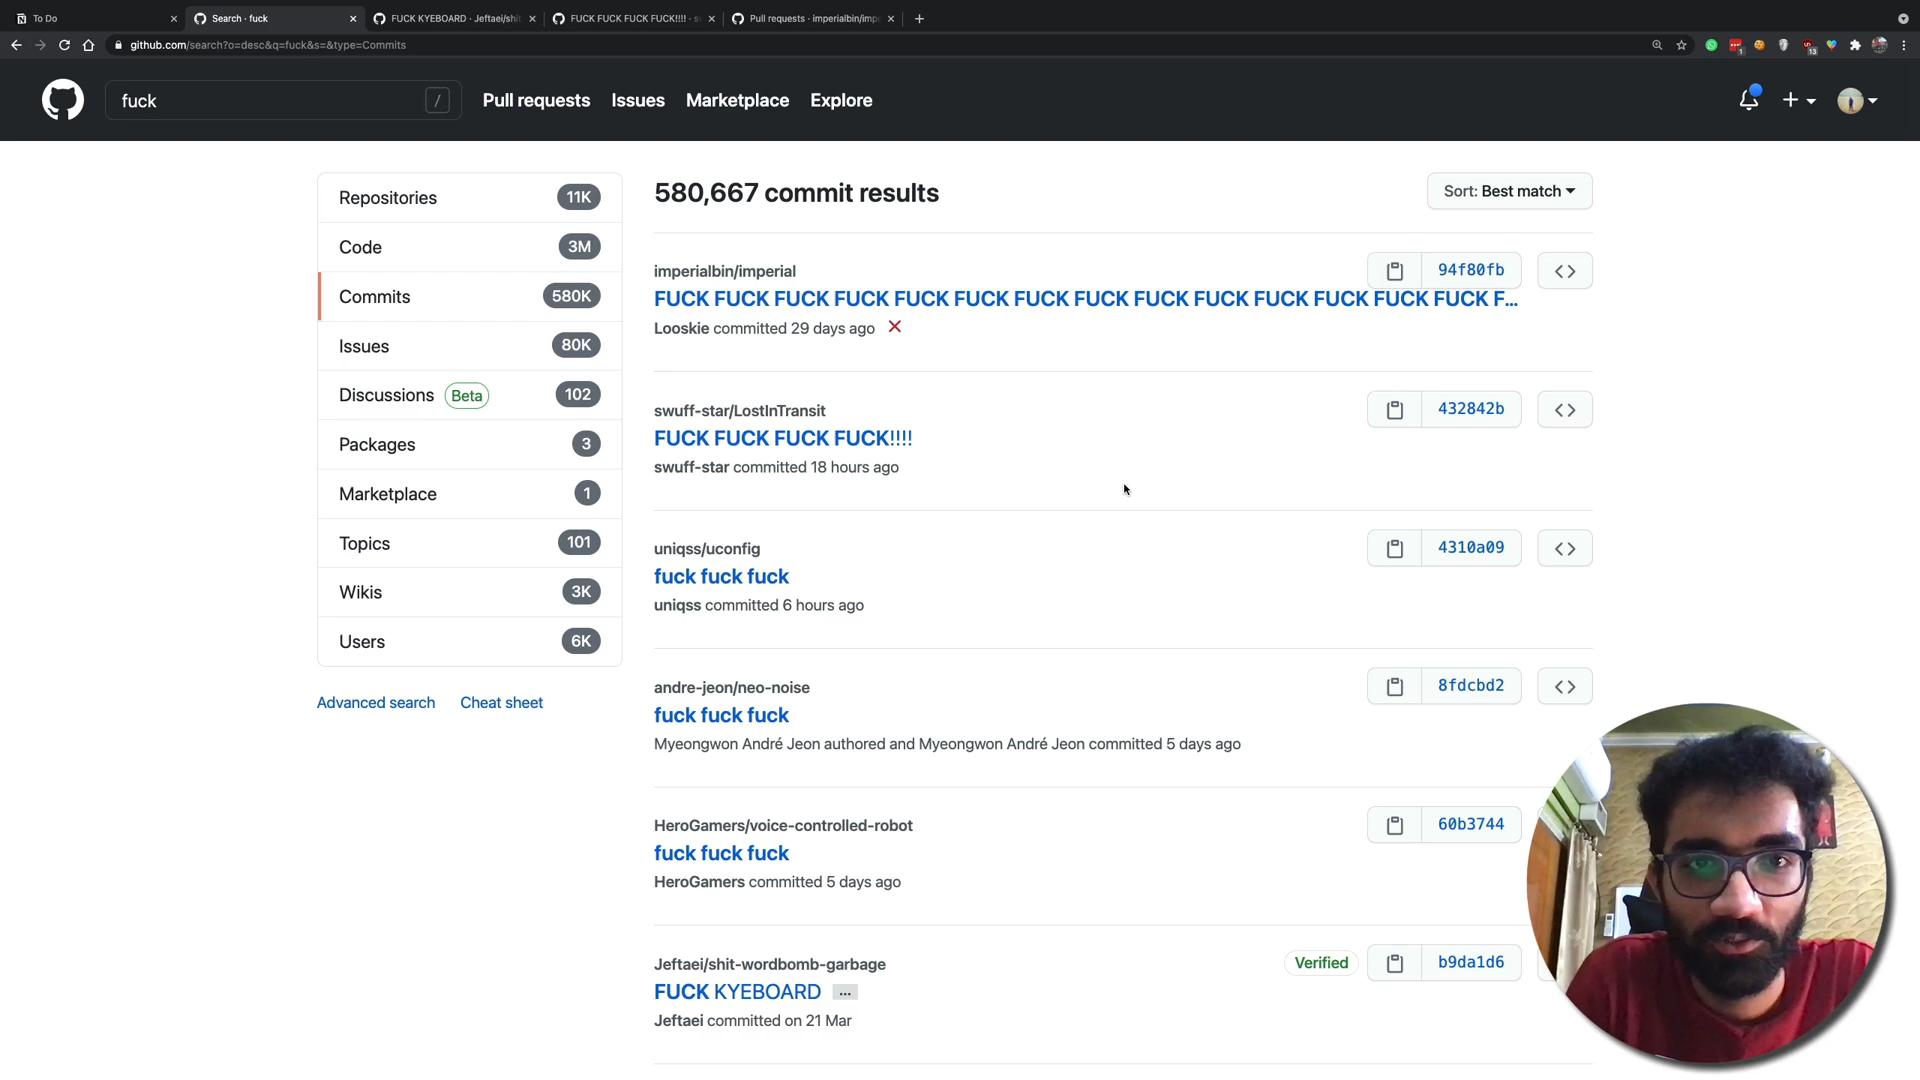 To Do
Search · fuck
FUCK KYEBOARD · Jeftaei/shit
FUCK FUCK FUCK FUCK!!!! · s
Pull requests · imperialbin/imp
github.com/search?o=desc&q=fuck&s=&type=Commits
1
13
fuck
/
Pull requests
Issues
Marketplace
Explore
Repositories 11K
Code 3M
Commits 580K
Issues 80K
Discussions Beta 102
Packages 3
Marketplace 1
Topics 101
Wikis 3K
Users 6K
Advanced search
Cheat sheet
580,667 commit results
Sort: Best match
imperialbin/imperial
94f80fb
FUCK FUCK FUCK FUCK FUCK FUCK FUCK FUCK FUCK FUCK FUCK FUCK FUCK FUCK F...
Looskie committed 29 days ago
swuff-star/LostInTransit
432842b
FUCK FUCK FUCK FUCK!!!!
swuff-star committed 18 hours ago
uniqss/uconfig
4310a09
fuck fuck fuck
uniqss committed 6 hours ago
andre-jeon/neo-noise
8fdcbd2
fuck fuck fuck
Myeongwon André Jeon authored and Myeongwon André Jeon committed 5 days ago
HeroGamers/voice-controlled-robot
60b3744
fuck fuck fuck
HeroGamers committed 5 days ago
Jeftaei/shit-wordbomb-garbage
Verified
b9da1d6
FUCK KYEBOARD ...
Jeftaei committed on 21 Mar